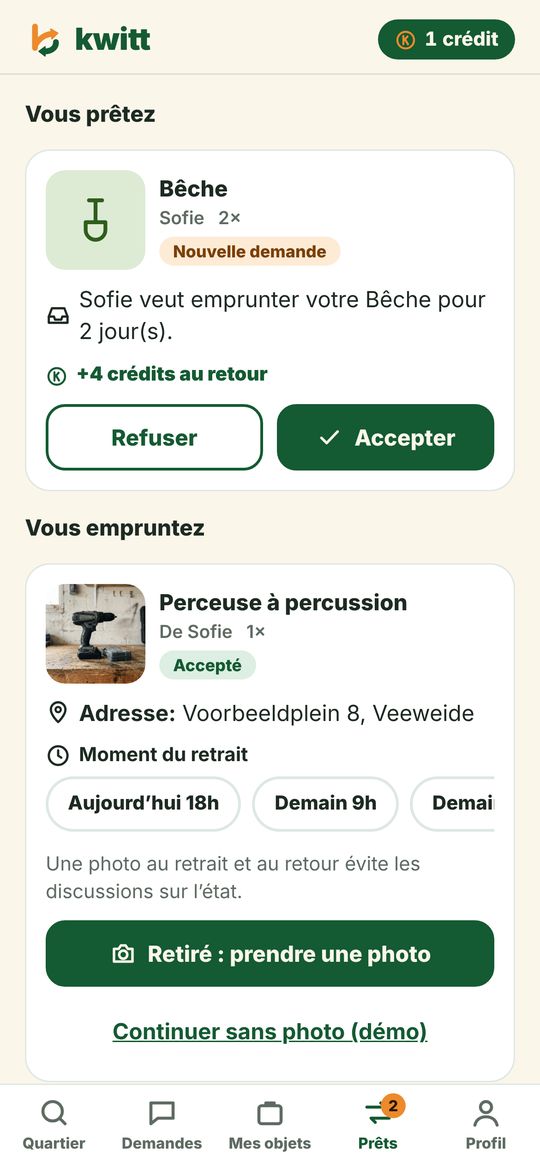 kwitt
1 crédit
Vous prêtez
Bêche
Sofie 2×
Nouvelle demande
Sofie veut emprunter votre Bêche pour
2 jour(s).
+4 crédits au retour
Refuser
Accepter
Vous empruntez
Perceuse à percussion
De Sofie 1×
Accepté
Adresse: Voorbeeldplein 8, Veeweide
Moment du retrait
Aujourd’hui 18h
Demain 9h
Demai
Une photo au retrait et au retour évite les
discussions sur l’état.
Retiré : prendre une photo
Continuer sans photo (démo)
2
Quartier
Demandes
Mes objets
Prêts
Profil